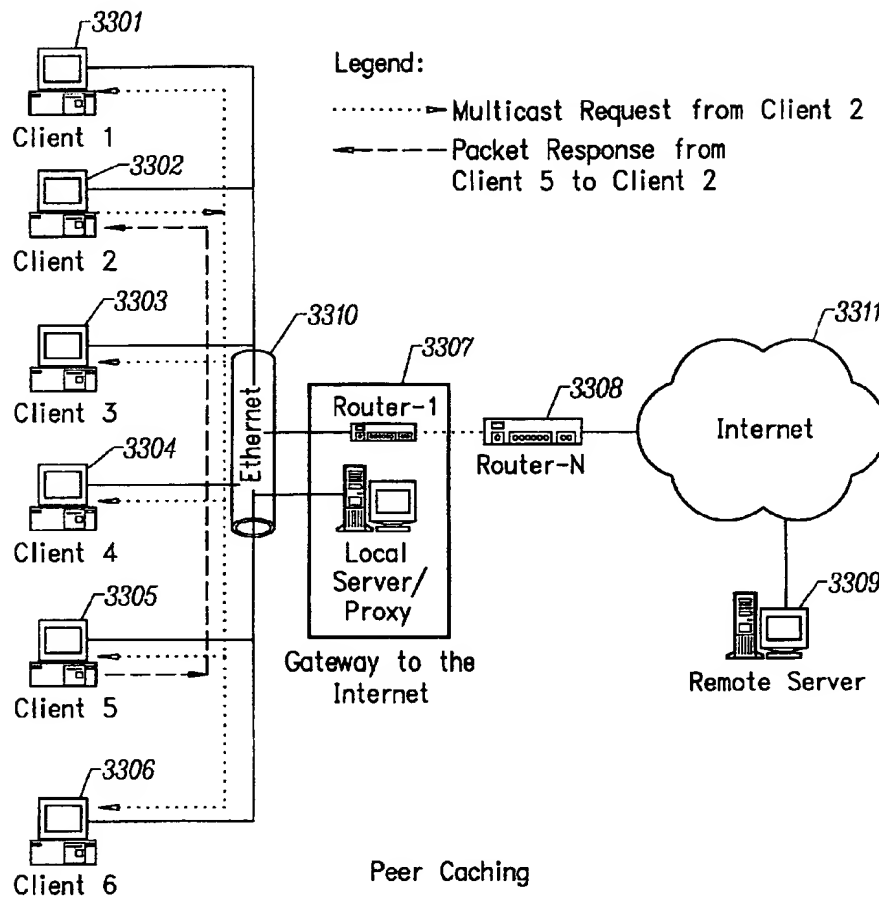 3301
Client 1
Legend:
Multicast Request from Client 2
Packet Response from
Client 5 to Client 2
3302
Client 2
3303
Client 3
3310
Ethernet
3307
Router-1
3308
Router-N
3311
Internet
3304
Client 4
Local
Server/
Proxy
3305
Client 5
Gateway to the
Internet
3309
Remote Server
3306
Client 6
Peer Caching